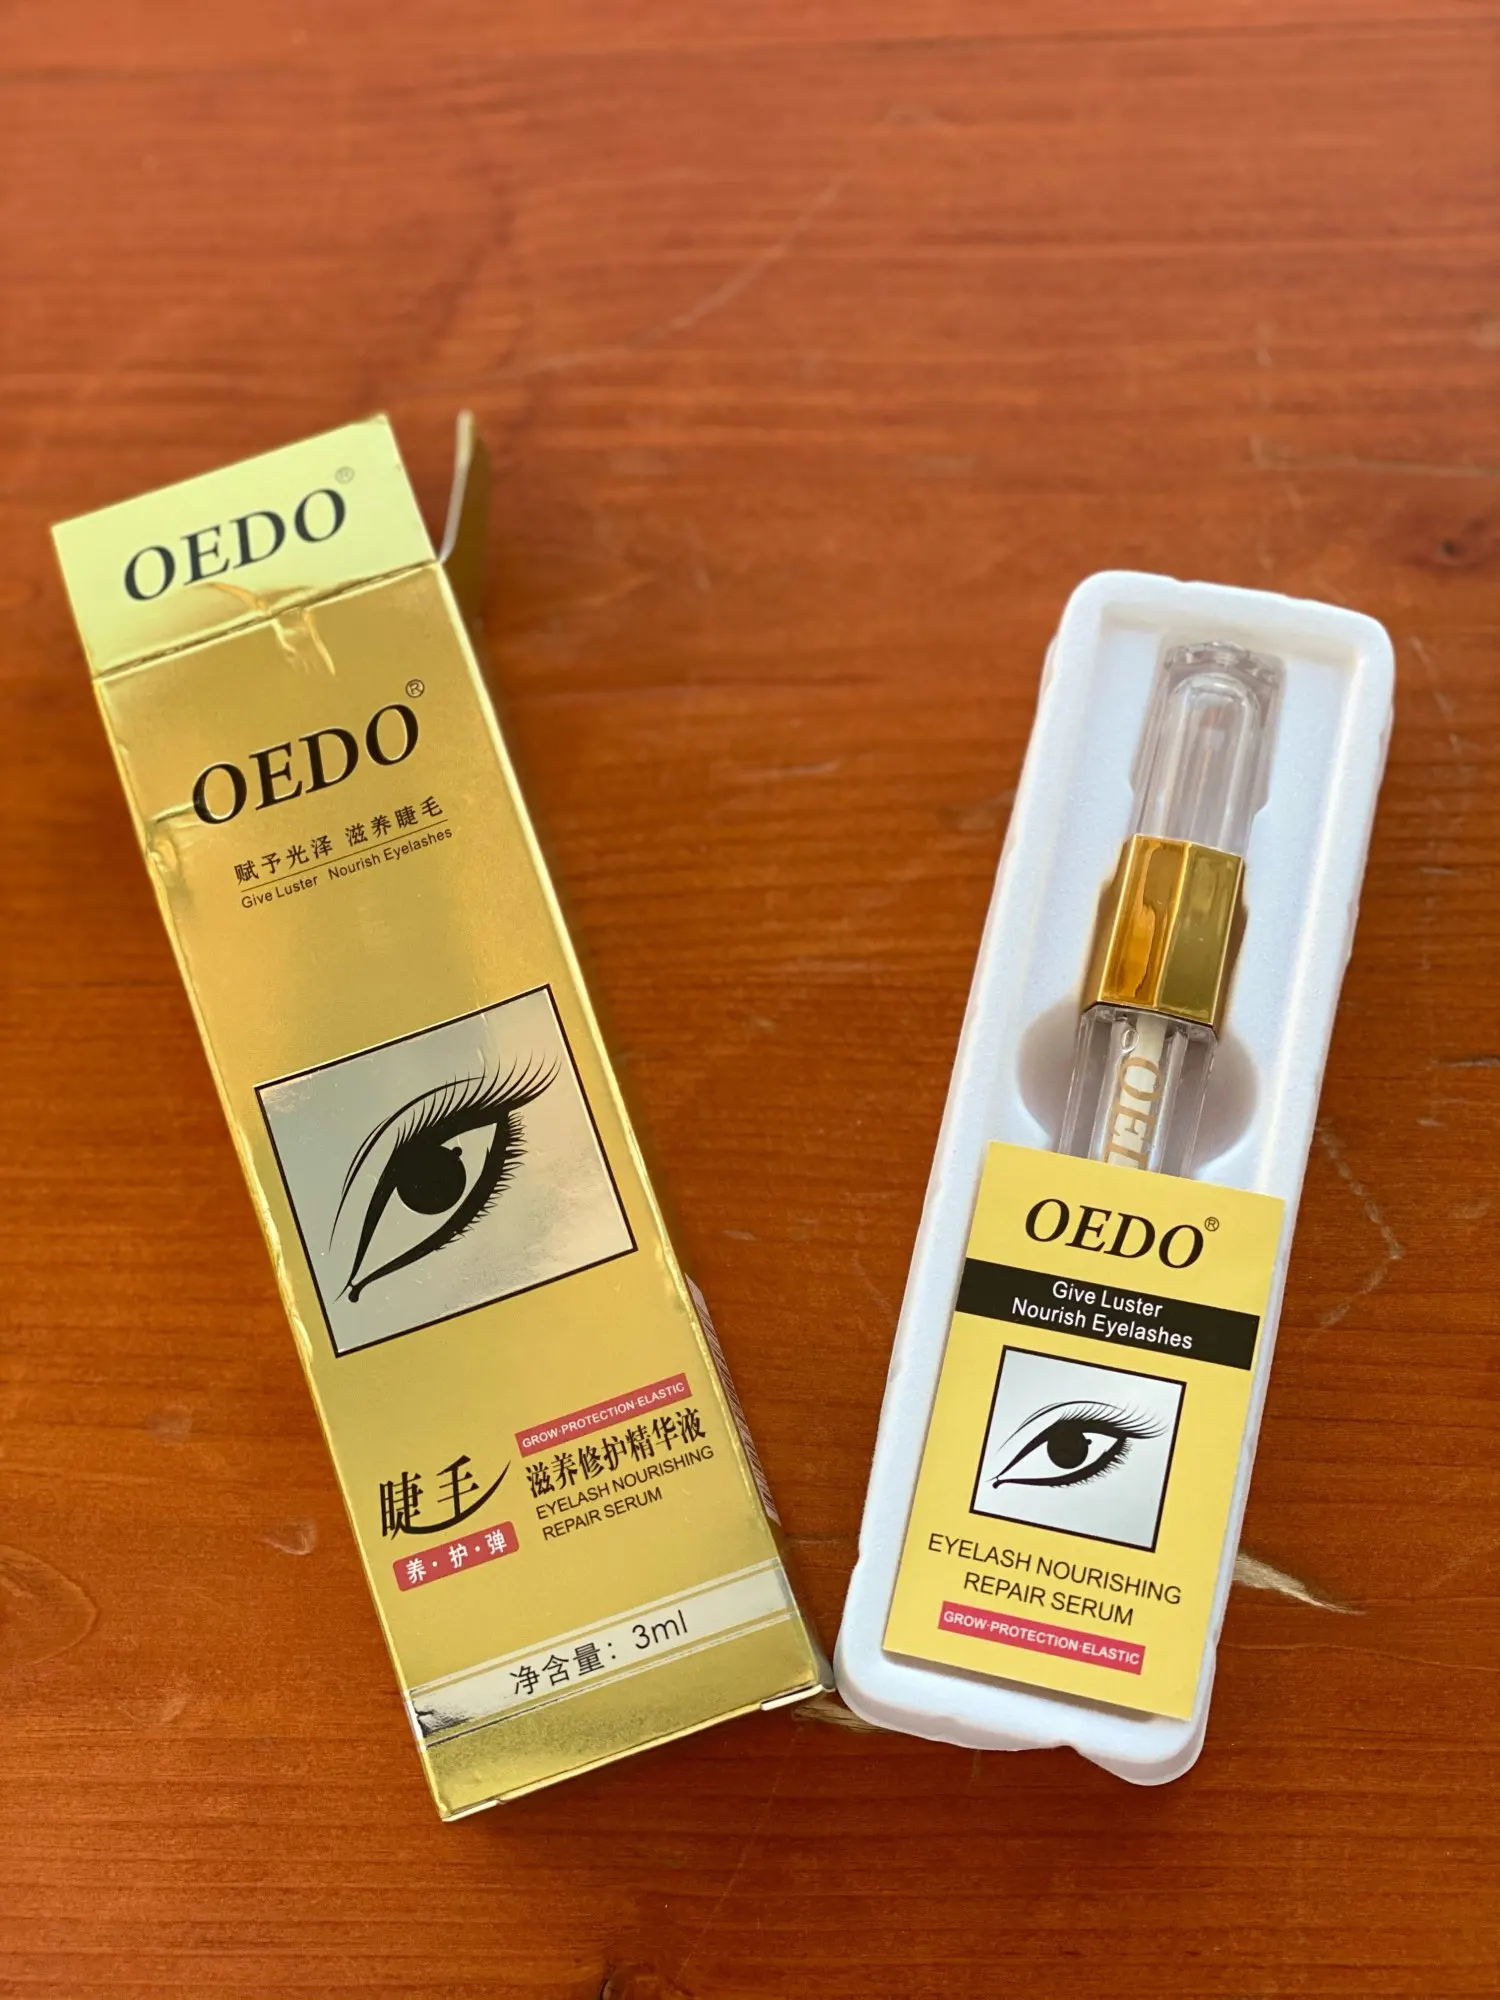 OEDO®
OEDO®
赋予光泽 滋养睫毛
Give Luster Nourish Eyelashes
GROW·PROTECTION·ELASTIC
睫毛
滋养修护精华液
EYELASH NOURISHING
REPAIR SERUM
养·护·弹
净含量：3ml
OED
OEDO®
Give Luster
Nourish Eyelashes
EYELASH NOURISHING
REPAIR SERUM
GROW·PROTECTION·ELASTIC